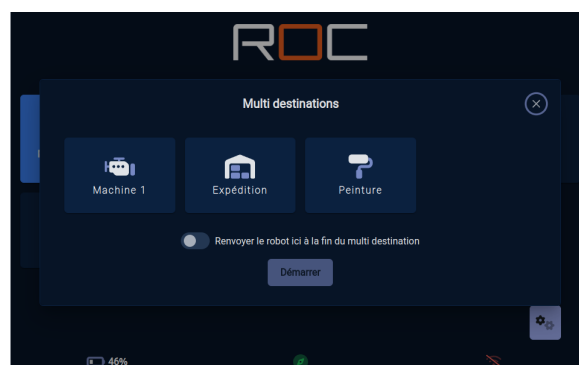 ROC
Multi destinations
Machine 1
Expédition
Peinture
Renvoyer le robot ici à la fin du multi destination
Démarrer
46%